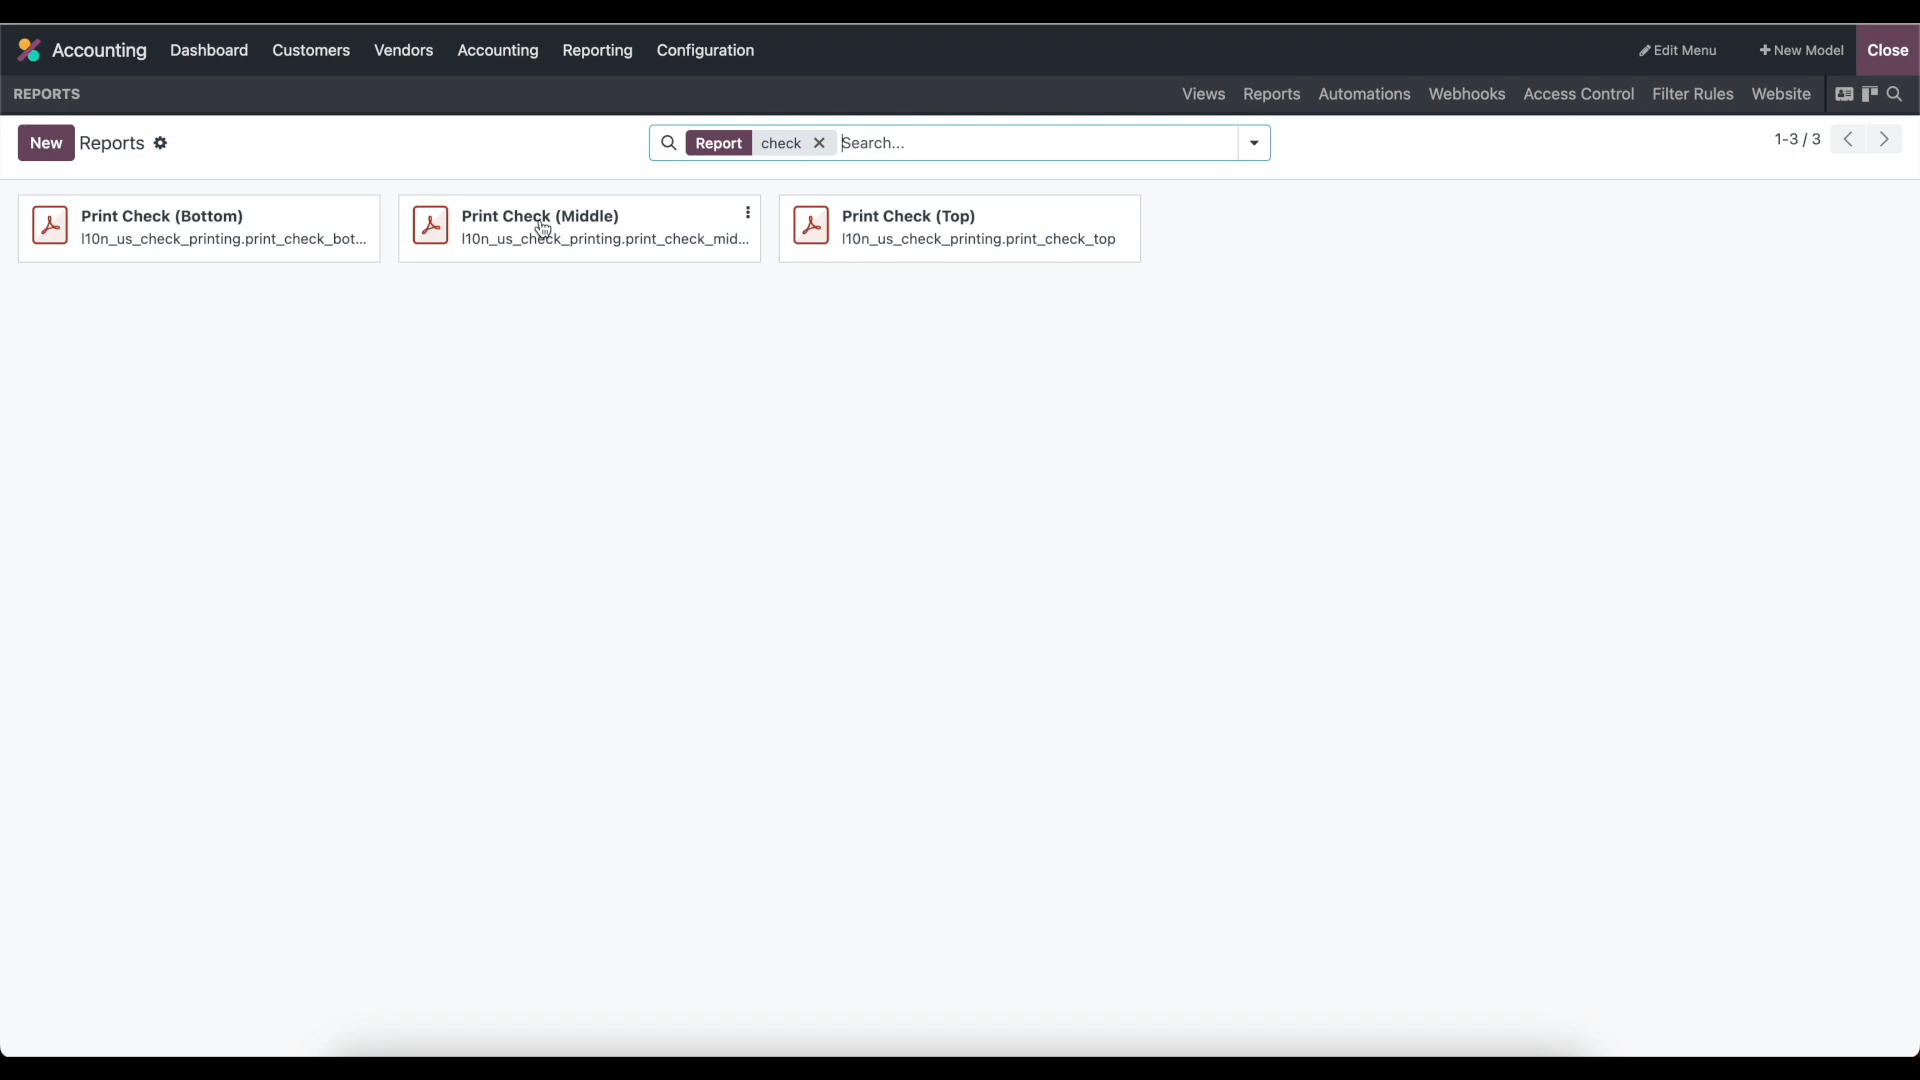 Accounting Dashboard Customers Vendors Accounting Reporting Configuration Edit Menu New Model Close
REPORTS Views Reports Automations Webhooks Access Control Filter Rules Website
New Reports Report check Search... 1-3 / 3
Print Check (Bottom)
l10n_us_check_printing.print_check_bot...
Print Check (Middle)
l10n_us_check_printing.print_check_mid...
Print Check (Top)
l10n_us_check_printing.print_check_top